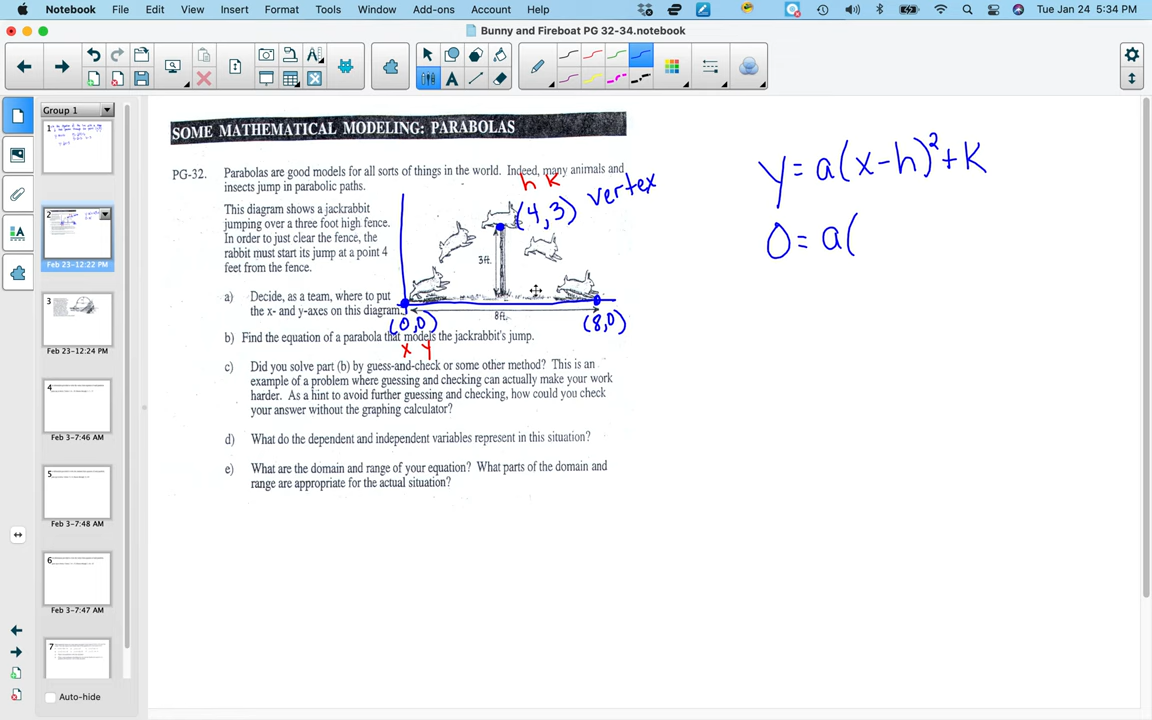 Notebook File Edit View Insert Format Tools Window Add-ons Account Help Tue Jan 24 5:34 PM
Bunny and Fireboat PG 32-34.notebook
Group 1
Feb 23-12:22 PM
Feb 23-12:24 PM
Feb 3-7:46 AM
Feb 3-7:48 AM
Feb 3-7:47 AM
Auto-hide
1
2
3
4
5
6
7
SOME MATHEMATICAL MODELING: PARABOLAS
PG-32. Parabolas are good models for all sorts of things in the world. Indeed, many animals and
insects jump in parabolic paths.
This diagram shows a jackrabbit
jumping over a three foot high fence.
In order to just clear the fence, the
rabbit must start its jump at a point 4
feet from the fence.
a) Decide, as a team, where to put
the x- and y-axes on this diagram.
b) Find the equation of a parabola that models the jackrabbit's jump.
c) Did you solve part (b) by guess-and-check or some other method? This is an
example of a problem where guessing and checking can actually make your work
harder. As a hint to avoid further guessing and checking, how could you check
your answer without the graphing calculator?
d) What do the dependent and independent variables represent in this situation?
e) What are the domain and range of your equation? What parts of the domain and
range are appropriate for the actual situation?
h k
(4,3) vertex
3ft.
8ft.
(0,0) (8,0)
x y
y = a(x-h)²+k
0 = a(